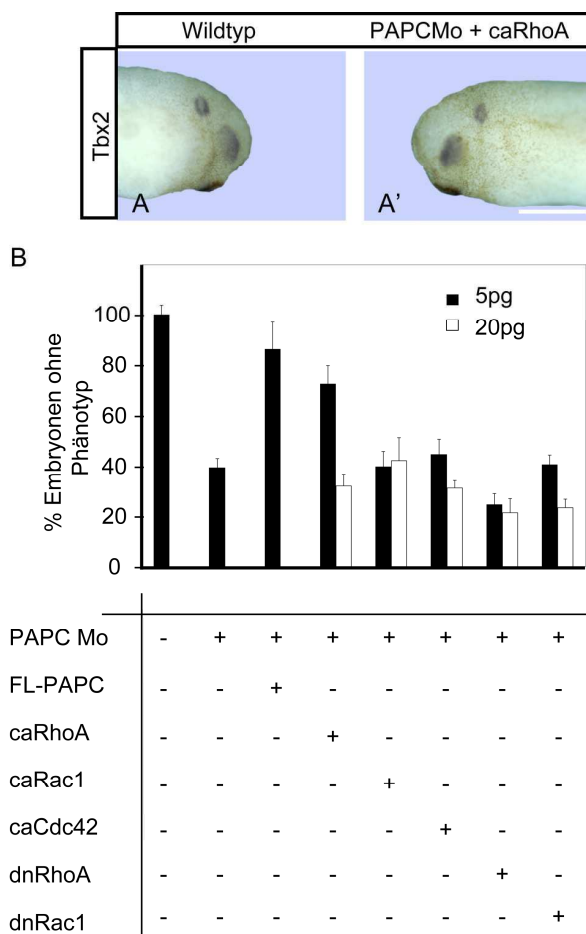 Wildtyp PAPCMo + caRhoA
Tbx2
A A'
B
% Embryonen ohne
Phänotyp
100
80
60
40
20
0
5pg
20pg
PAPC Mo - + + + + + + +
FL-PAPC - - + - - - - -
caRhoA - - - + - - - -
caRac1 - - - - + - - -
caCdc42 - - - - - + - -
dnRhoA - - - - - - + -
dnRac1 - - - - - - - +